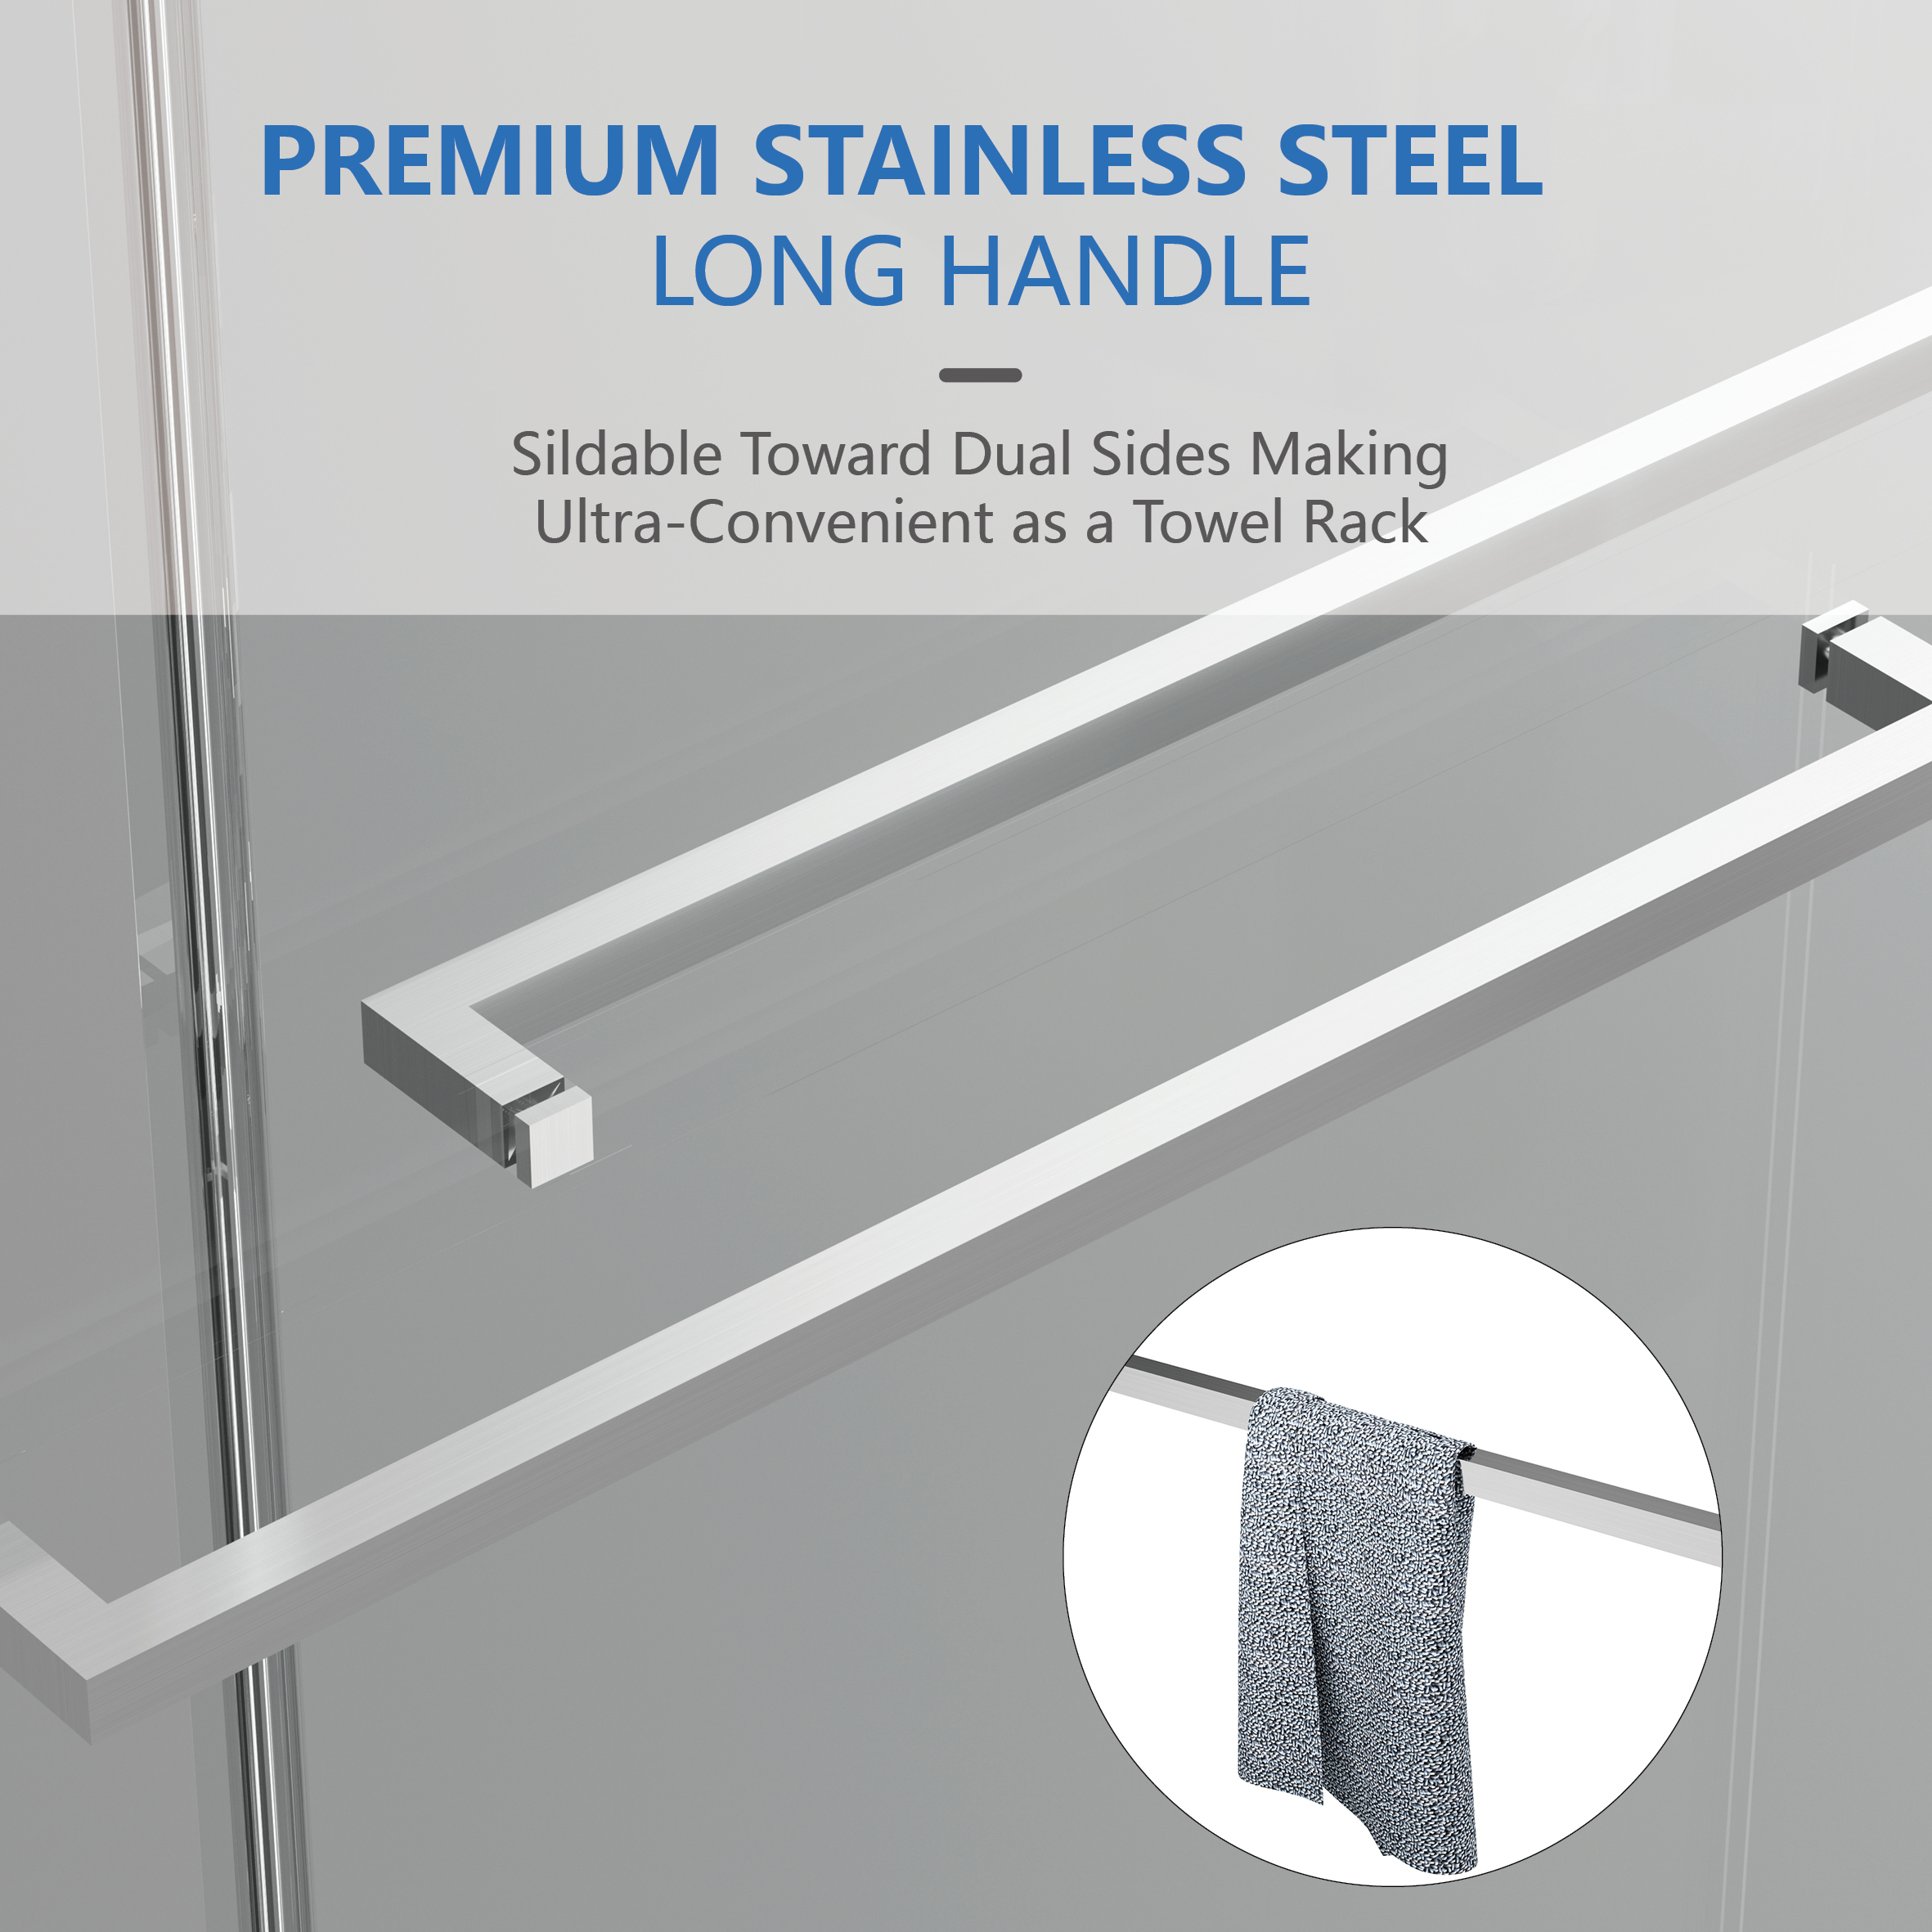 PREMIUM STAINLESS STEEL
LONG HANDLE
Sildable Toward Dual Sides Making
Ultra-Convenient as a Towel Rack